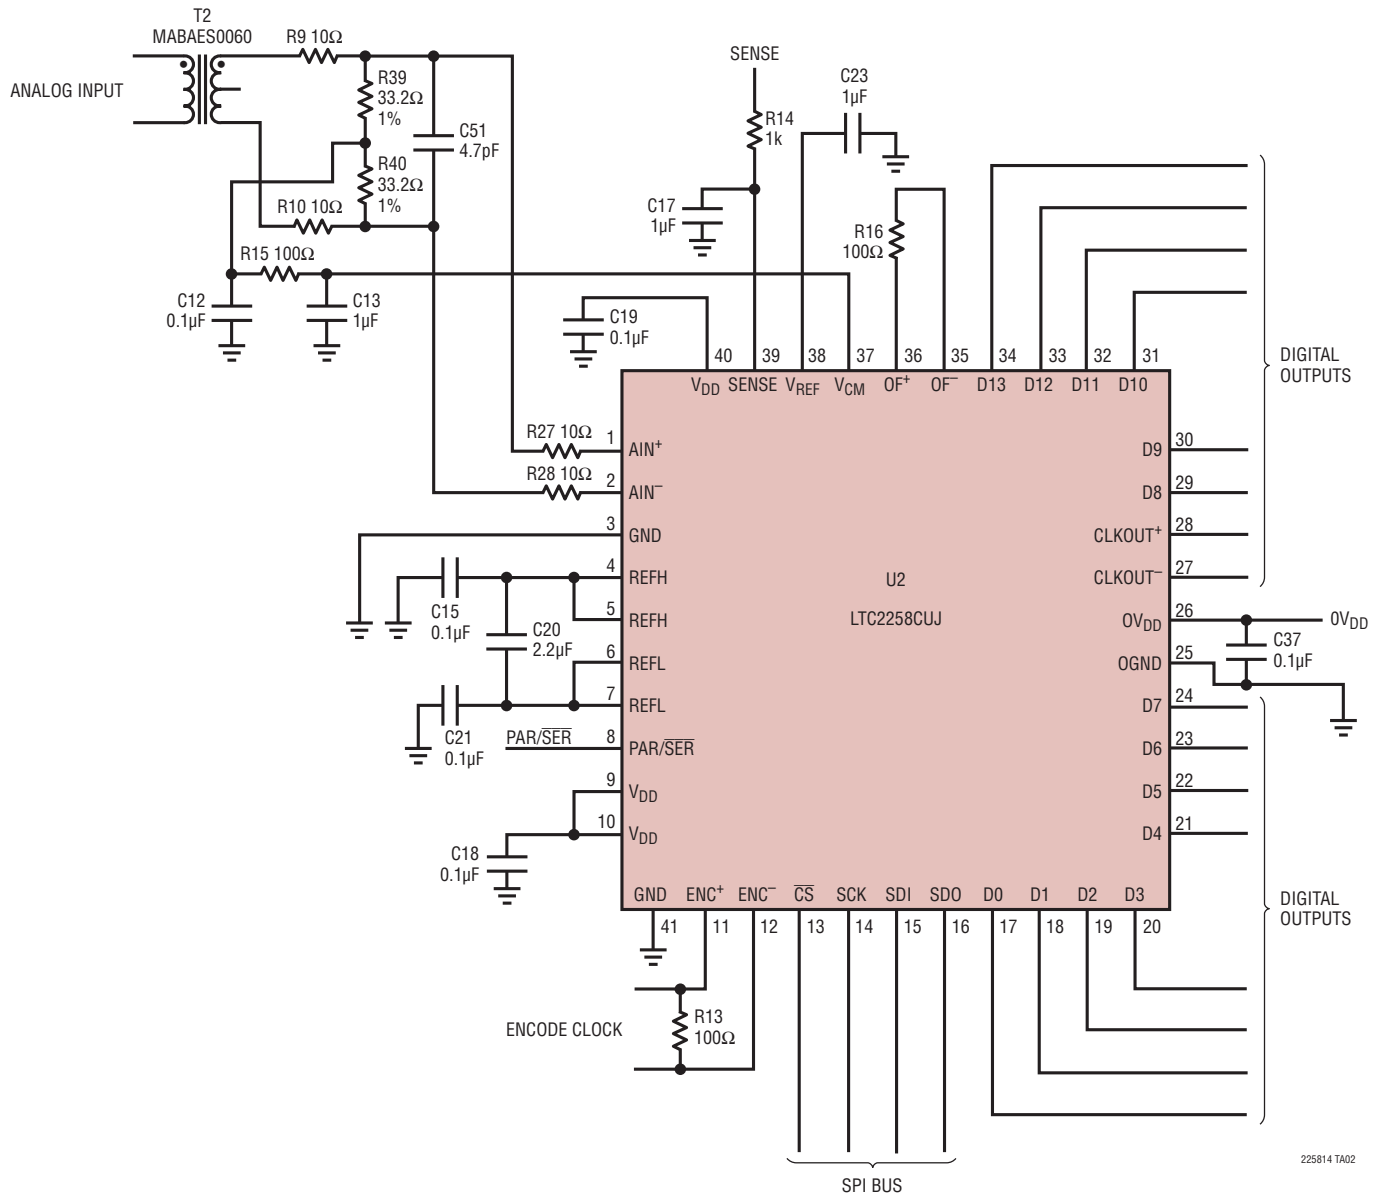 T2
MABAES0060
ANALOG INPUT
R9 10Ω
R39
33.2Ω
1%
C51
4.7pF
R40
33.2Ω
1%
R10 10Ω
R15 100Ω
C12
0.1µF
C13
1µF
SENSE
R14
1k
C17
1µF
C23
1µF
R16
100Ω
C19
0.1µF
40
39
38
37
36
35
34
33
32
31
VDD
SENSE
VREF
VCM
OF+
OF–
D13
D12
D11
D10
DIGITAL
OUTPUTS
R27 10Ω
1
AIN+
R28 10Ω
2
AIN–
3
GND
4
REFH
5
REFH
6
REFL
7
REFL
C15
0.1µF
C20
2.2µF
C21
0.1µF
PAR/S̅E̅R̅
8
PAR/S̅E̅R̅
9
VDD
10
VDD
C18
0.1µF
U2
LTC2258CUJ
D9
30
D8
29
CLKOUT+
28
CLKOUT–
27
OVDD
26
0VDD
OGND
25
C37
0.1µF
D7
24
D6
23
D5
22
D4
21
GND
ENC+
ENC–
C̅S̅
SCK
SDI
SDO
D0
D1
D2
D3
41
11
12
13
14
15
16
17
18
19
20
DIGITAL
OUTPUTS
ENCODE CLOCK
R13
100Ω
SPI BUS
225814 TA02